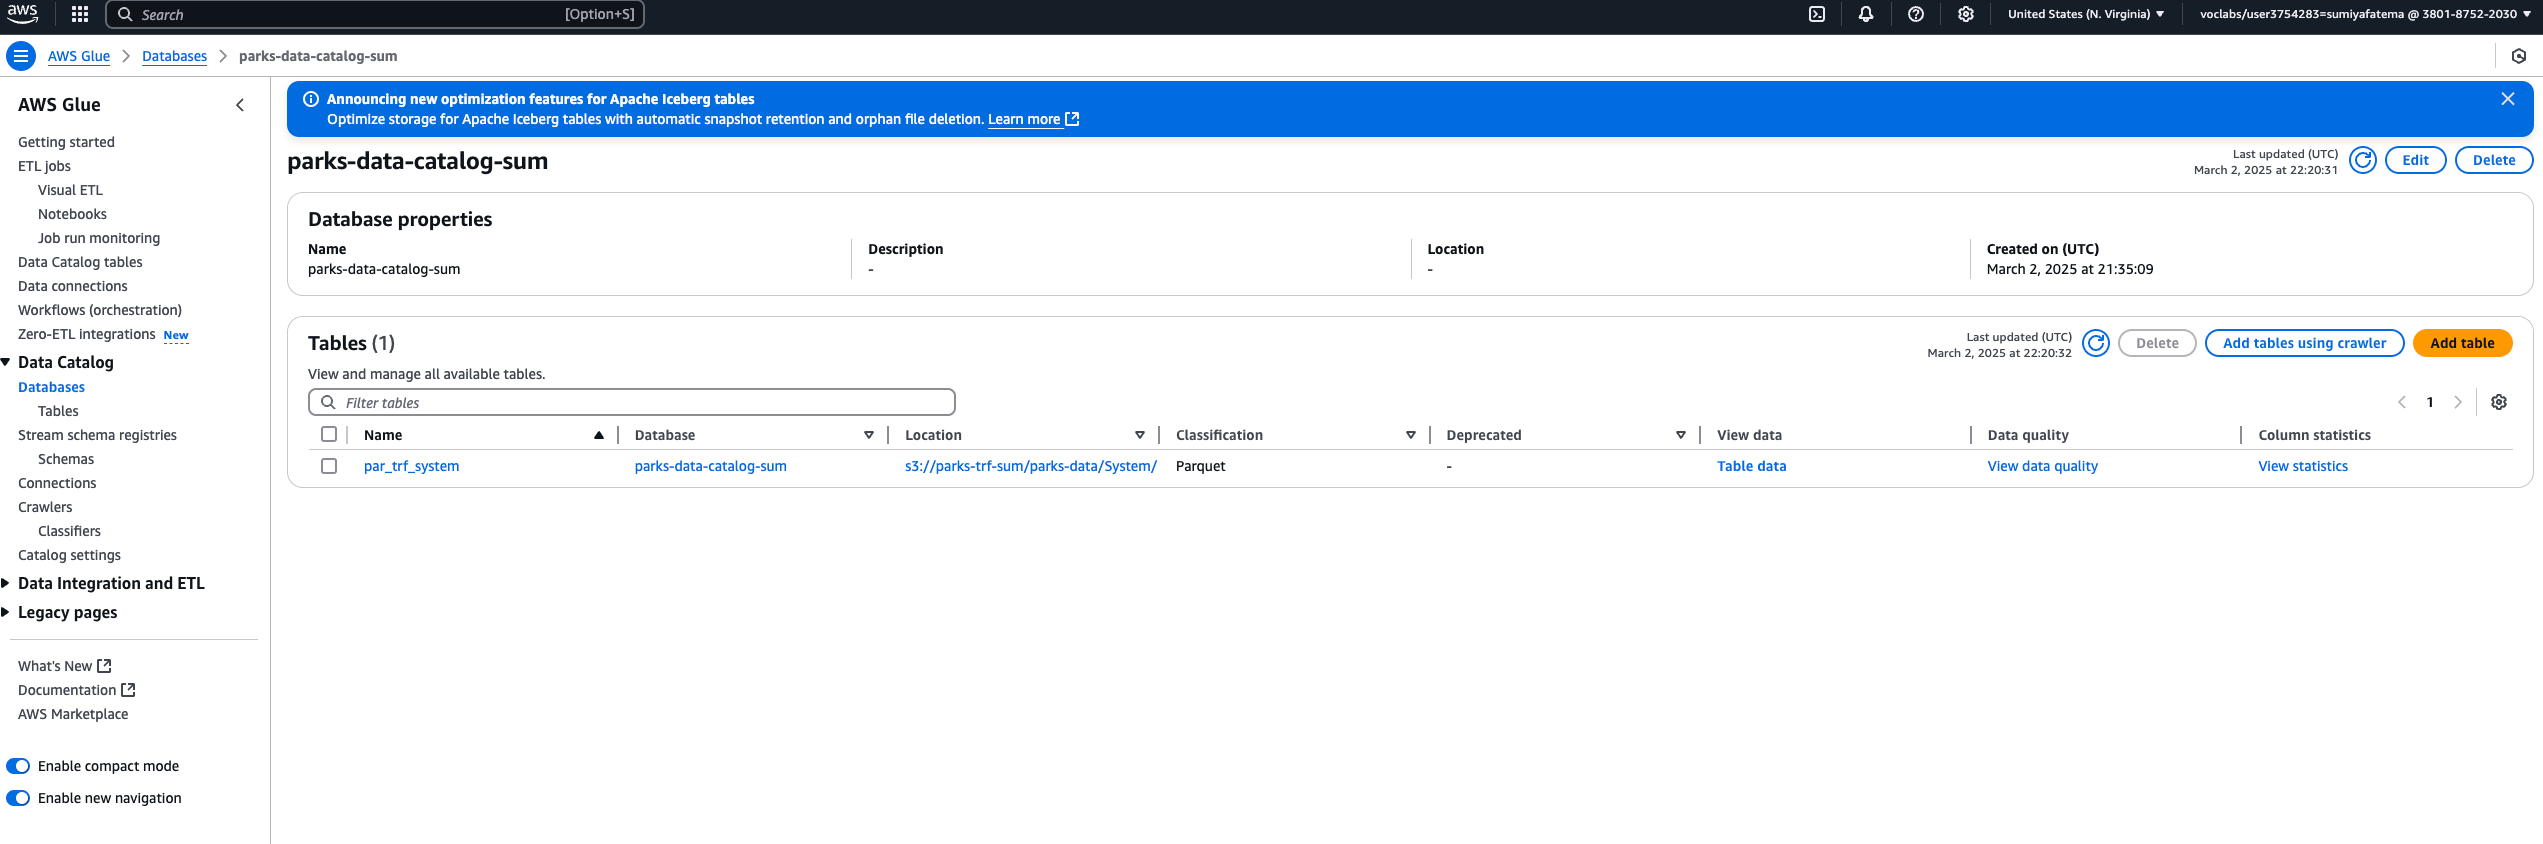 aws
Search [Option+S]
United States (N. Virginia)
voclabs/user3754283=sumiyafatema @ 3801-8752-2030
AWS Glue
Databases
parks-data-catalog-sum
AWS Glue
Getting started
ETL jobs
Visual ETL
Notebooks
Job run monitoring
Data Catalog tables
Data connections
Workflows (orchestration)
Zero-ETL integrations New
Data Catalog
Databases
Tables
Stream schema registries
Schemas
Connections
Crawlers
Classifiers
Catalog settings
Data Integration and ETL
Legacy pages
What's New
Documentation
AWS Marketplace
Enable compact mode
Enable new navigation
Announcing new optimization features for Apache Iceberg tables
Optimize storage for Apache Iceberg tables with automatic snapshot retention and orphan file deletion. Learn more
parks-data-catalog-sum
Last updated (UTC)
March 2, 2025 at 22:20:31
Edit
Delete
Database properties
Name
parks-data-catalog-sum
Description
-
Location
-
Created on (UTC)
March 2, 2025 at 21:35:09
Tables (1)
Last updated (UTC)
March 2, 2025 at 22:20:32
Delete
Add tables using crawler
Add table
View and manage all available tables.
Filter tables
1
Name Database Location Classification Deprecated View data Data quality Column statistics
par_trf_system parks-data-catalog-sum s3://parks-trf-sum/parks-data/System/ Parquet - Table data View data quality View statistics